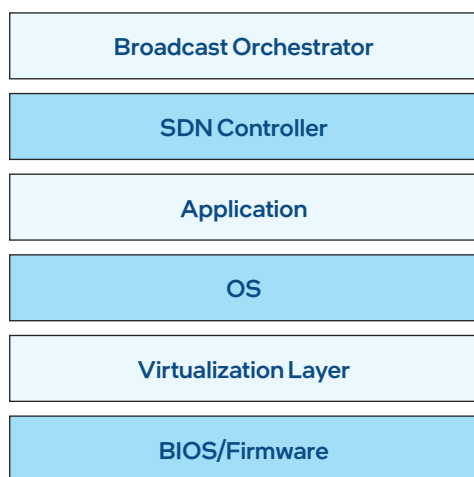 Broadcast Orchestrator
SDN Controller
Application
OS
Virtualization Layer
BIOS/Firmware